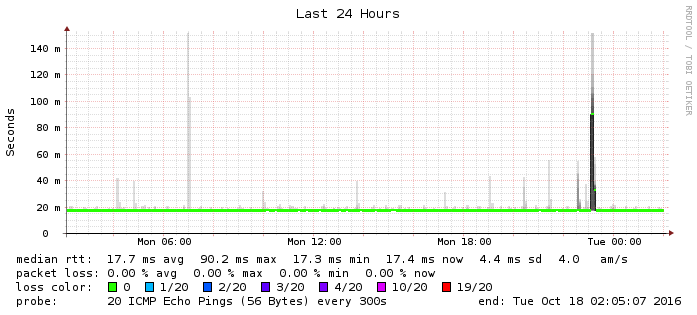 Last 24 Hours
RRDTOOL / TOBI OETIKER
Seconds
140 m
120 m
100 m
80 m
60 m
40 m
20 m
0
Mon 06:00 Mon 12:00 Mon 18:00 Tue 00:00
median rtt: 17.7 ms avg 90.2 ms max 17.3 ms min 17.4 ms now 4.4 ms sd 4.0 am/s
packet loss: 0.00 % avg 0.00 % max 0.00 % min 0.00 % now
loss color: 0 1/20 2/20 3/20 4/20 10/20 19/20
probe: 20 ICMP Echo Pings (56 Bytes) every 300s end: Tue Oct 18 02:05:07 2016